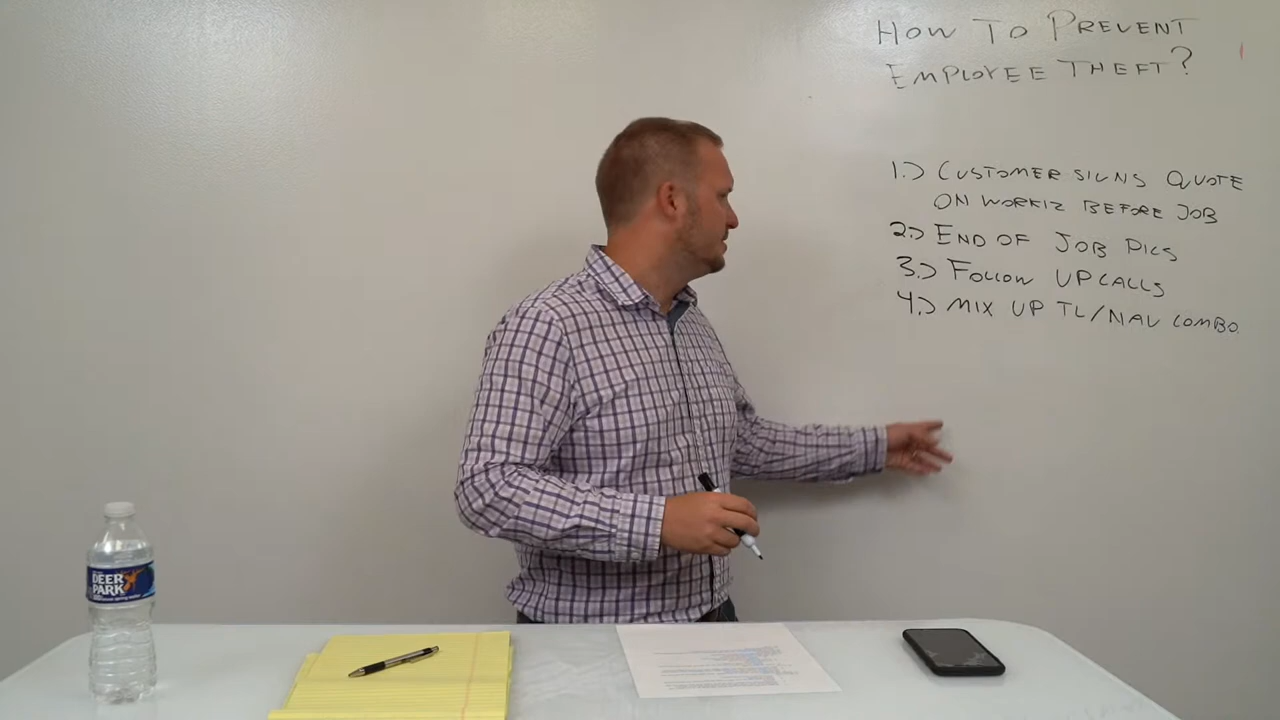 HOW TO PREVENT
EMPLOYEE THEFT?
1.) CUSTOMER SIGNS QUOTE
ON WORKIZ BEFORE JOB
2.) END OF JOB PICS
3.) FOLLOW UP CALLS
4.) MIX UP TL/NAV COMBO
DEER
PARK